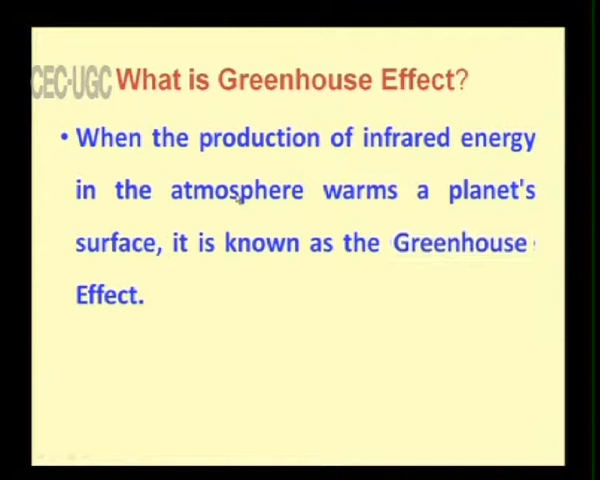 CEC-UGC What is Greenhouse Effect?
• When the production of infrared energy
in the atmosphere warms a planet's
surface, it is known as the Greenhouse
Effect.